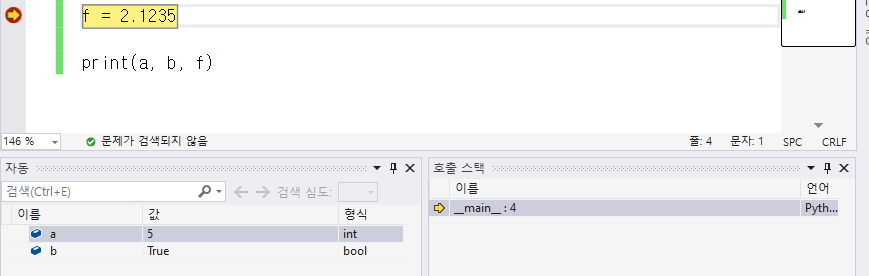 f = 2.1235
print(a, b, f)
146 %
문제가 검색되지 않음
줄: 4
문자: 1
SPC
CRLF
자동
검색(Ctrl+E)
검색 심도:
이름
값
형식
a
5
int
b
True
bool
호출 스택
이름
언어
__main__ : 4
Pyth...